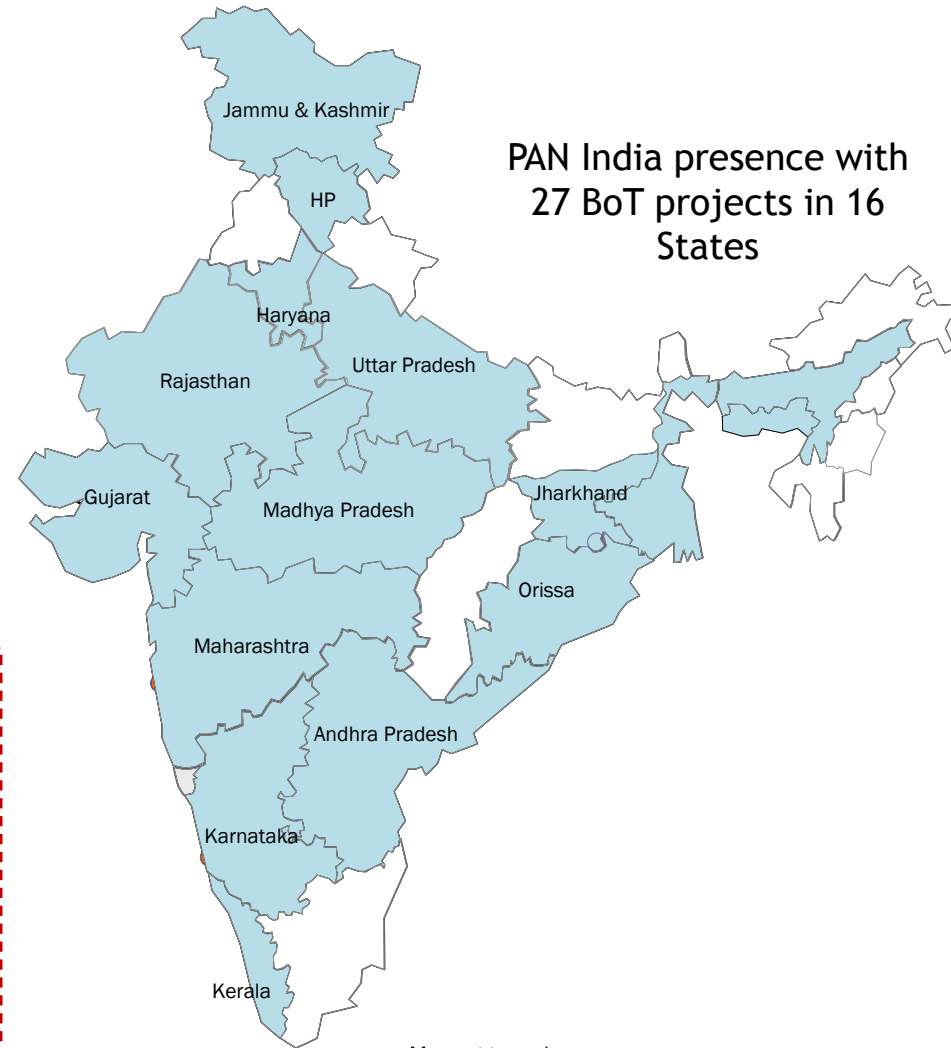 Jammu & Kashmir
PAN India presence with
27 BoT projects in 16
States
HP
Haryana
Uttar Pradesh
Rajasthan
Gujarat
Jharkhand
Madhya Pradesh
Orissa
Maharashtra
Andhra Pradesh
Karnataka
Kerala